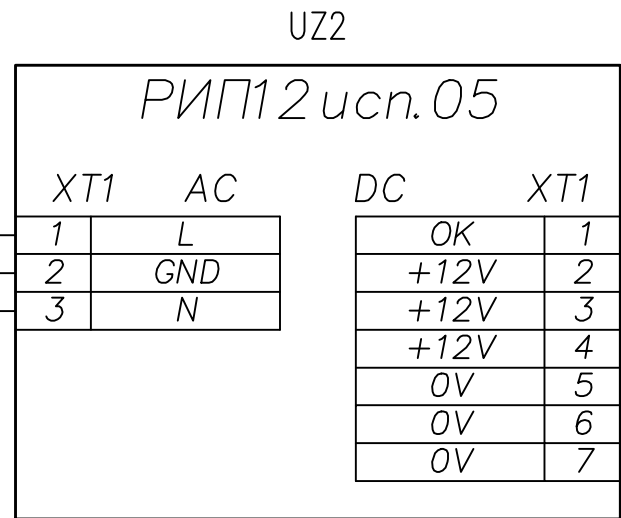 UZ2
РИП12 исп.05
XT1 AC DC XT1
1 L OK 1
2 GND +12V 2
3 N +12V 3
+12V 4
0V 5
0V 6
0V 7